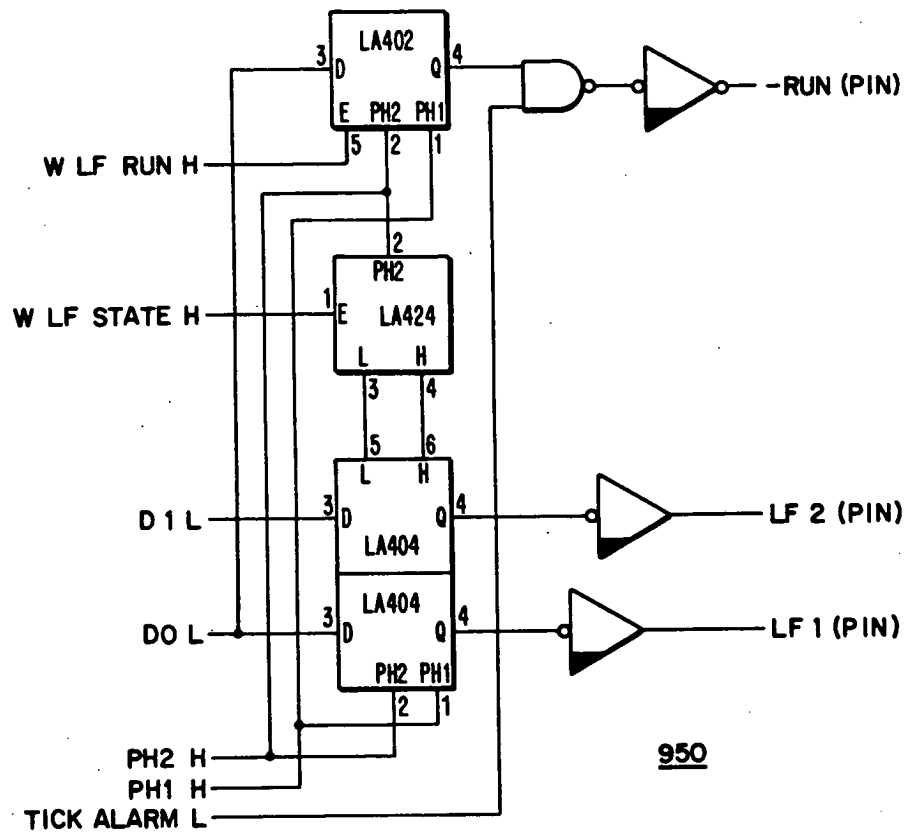 LA402
3 D Q 4
E PH2 PH1
5 2 1
-RUN (PIN)
W LF RUN H
2
PH2
1 E LA424
W LF STATE H
L H
3 4
5 6
L H
D 1 L 3 D Q 4
LF 2 (PIN)
LA404
LA404
D0 L 3 D Q 4
LF 1 (PIN)
PH2 PH1
2 1
PH2 H
950
PH1 H
TICK ALARM L